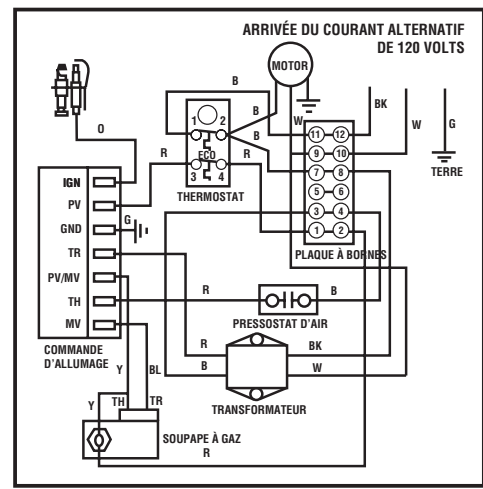 ARRIVÉE DU COURANT ALTERNATIF
DE 120 VOLTS
MOTOR
B
BK
B
W
W
G
O
1 2
B
11 12
ECO
R
R
9 10
TERRE
3 4
7 8
THERMOSTAT
5 6
3 4
1 2
PLAQUE À BORNES
IGN
PV
GND
G
TR
PV/MV
TH
MV
R
B
PRESSOSTAT D'AIR
COMMANDE
D'ALLUMAGE
R
BK
B
W
Y
BL
TRANSFORMATEUR
Y
TH
TR
SOUPAPE À GAZ
R